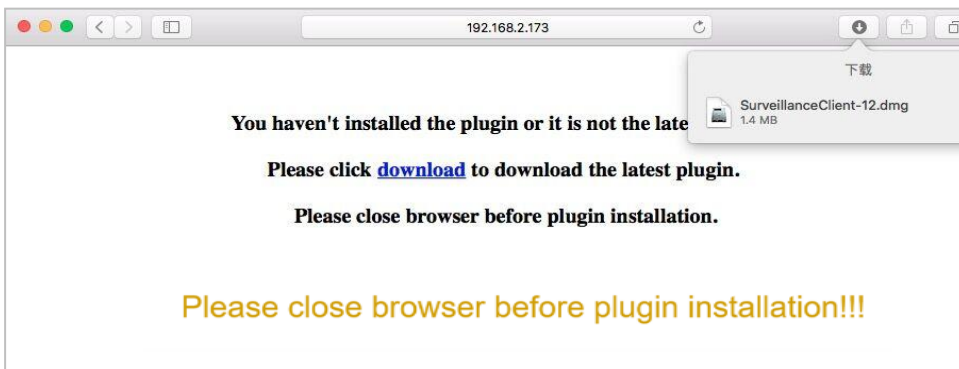 192.168.2.173
下载
SurveillanceClient-12.dmg
1.4 MB
You haven't installed the plugin or it is not the
Please click download to download the latest plugin.
Please close browser before plugin installation.
Please close browser before plugin installation!!!